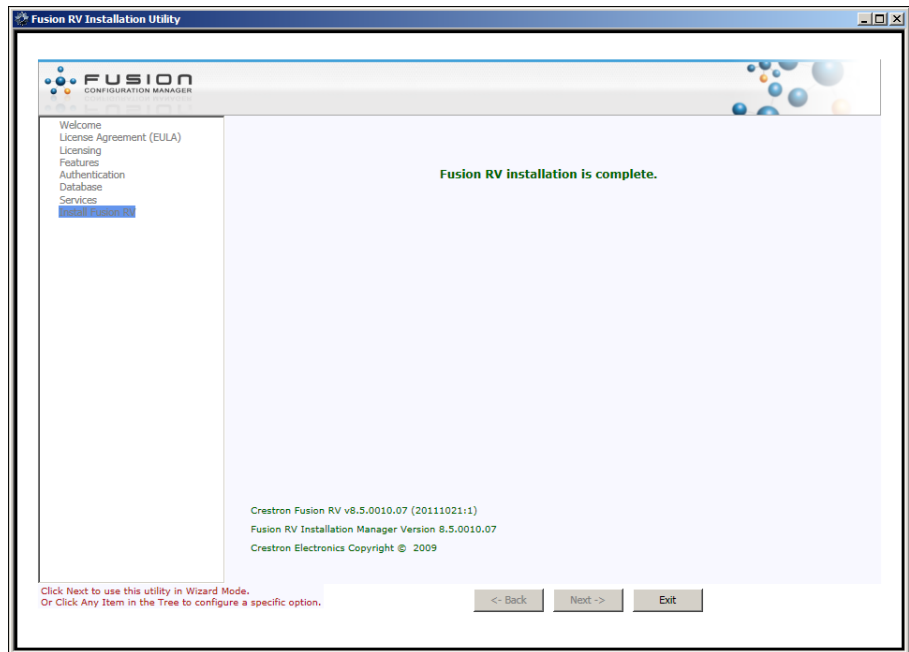 Fusion RV Installation Utility
FUSION
CONFIGURATION MANAGER
Welcome
License Agreement (EULA)
Licensing
Features
Authentication
Database
Services
Install Fusion RV
Fusion RV installation is complete.
Crestron Fusion RV v8.5.0010.07 (20111021:1)
Fusion RV Installation Manager Version 8.5.0010.07
Crestron Electronics Copyright © 2009
Click Next to use this utility in Wizard Mode.
Or Click Any Item in the Tree to configure a specific option.
<- Back
Next ->
Exit